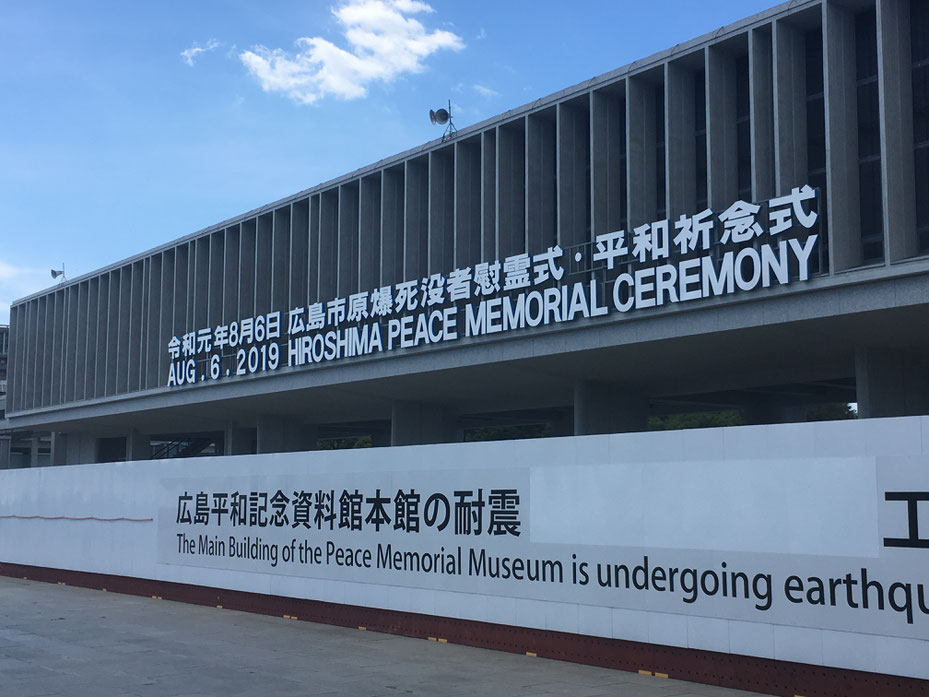 令和元年8月6日 広島市原爆死没者慰霊式・平和祈念式
AUG. 6. 2019 HIROSHIMA PEACE MEMORIAL CEREMONY
広島平和記念資料館本館の耐震 工
The Main Building of the Peace Memorial Museum is undergoing earthqu